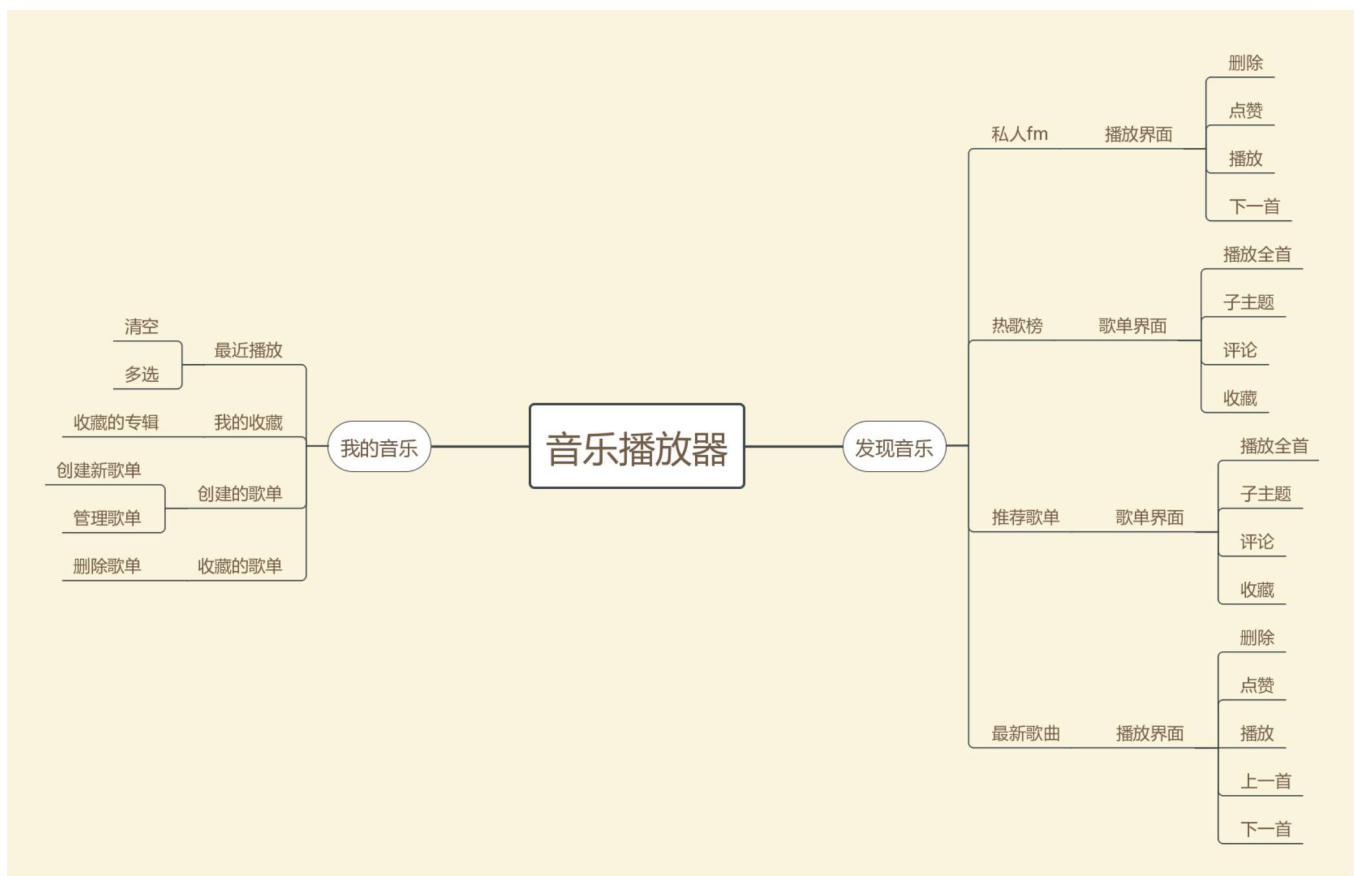 音乐播放器
发现音乐
私人fm
播放界面
删除
点赞
播放
下一首
热歌榜
歌单界面
播放全首
子主题
评论
收藏
推荐歌单
歌单界面
播放全首
子主题
评论
收藏
最新歌曲
播放界面
删除
点赞
播放
上一首
下一首
我的音乐
最近播放
清空
多选
我的收藏
收藏的专辑
创建的歌单
创建新歌单
管理歌单
收藏的歌单
删除歌单